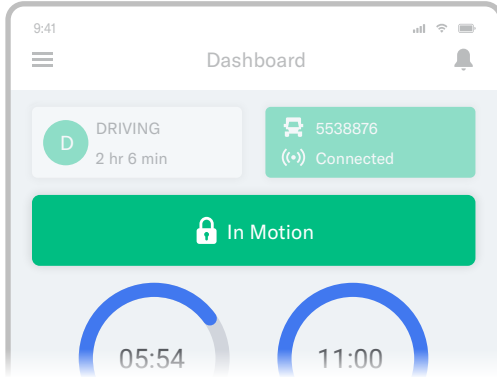 9:41
Dashboard
D
DRIVING
2 hr 6 min
5538876
Connected
In Motion
05:54
11:00